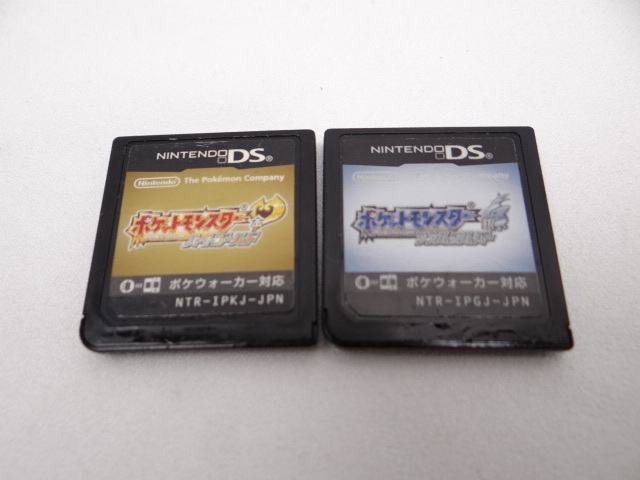 NINTENDO DS®
Nintendo® The Pokémon Company
ポケットモンスター
ポケウォーカー対応
NTR-IPKJ-JPN
NINTENDO DS®
ポケットモンスター
ポケウォーカー対応
NTR-IPGJ-JPN